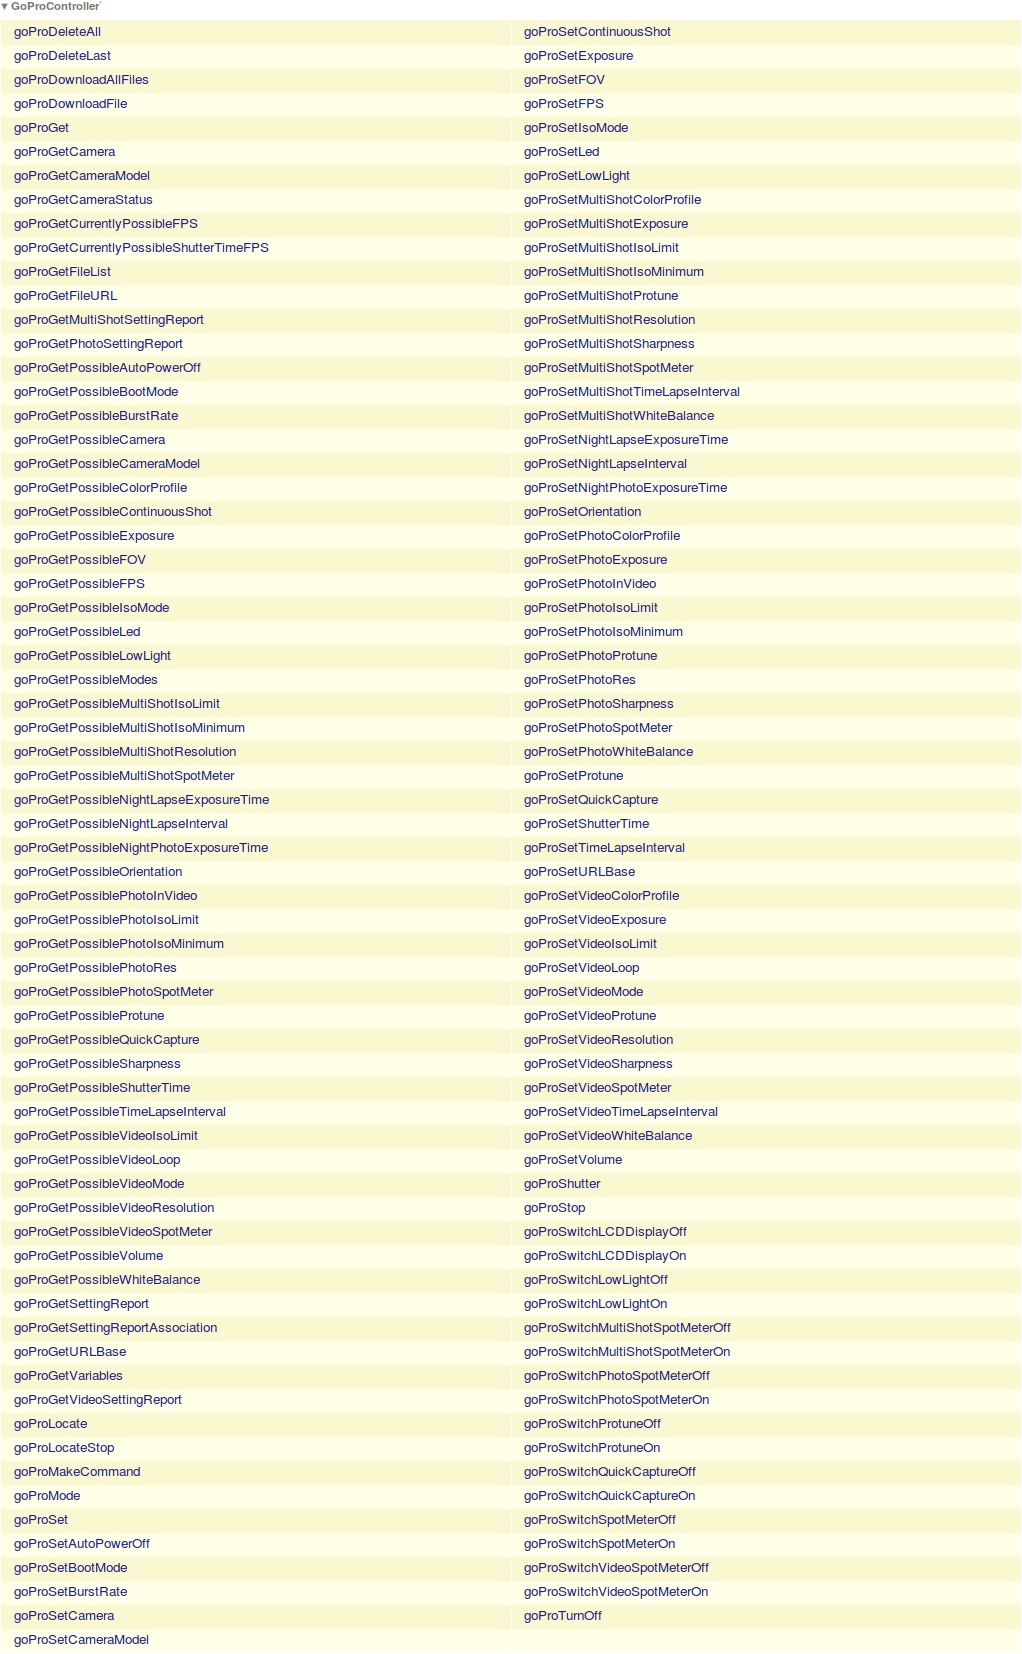 ▼ GoProController`
goProDeleteAll
goProDeleteLast
goProDownloadAllFiles
goProDownloadFile
goProGet
goProGetCamera
goProGetCameraModel
goProGetCameraStatus
goProGetCurrentlyPossibleFPS
goProGetCurrentlyPossibleShutterTimeFPS
goProGetFileList
goProGetFileURL
goProGetMultiShotSettingReport
goProGetPhotoSettingReport
goProGetPossibleAutoPowerOff
goProGetPossibleBootMode
goProGetPossibleBurstRate
goProGetPossibleCamera
goProGetPossibleCameraModel
goProGetPossibleColorProfile
goProGetPossibleContinuousShot
goProGetPossibleExposure
goProGetPossibleFOV
goProGetPossibleFPS
goProGetPossibleIsoMode
goProGetPossibleLed
goProGetPossibleLowLight
goProGetPossibleModes
goProGetPossibleMultiShotIsoLimit
goProGetPossibleMultiShotIsoMinimum
goProGetPossibleMultiShotResolution
goProGetPossibleMultiShotSpotMeter
goProGetPossibleNightLapseExposureTime
goProGetPossibleNightLapseInterval
goProGetPossibleNightPhotoExposureTime
goProGetPossibleOrientation
goProGetPossiblePhotoInVideo
goProGetPossiblePhotoIsoLimit
goProGetPossiblePhotoIsoMinimum
goProGetPossiblePhotoRes
goProGetPossiblePhotoSpotMeter
goProGetPossibleProtune
goProGetPossibleQuickCapture
goProGetPossibleSharpness
goProGetPossibleShutterTime
goProGetPossibleTimeLapseInterval
goProGetPossibleVideoIsoLimit
goProGetPossibleVideoLoop
goProGetPossibleVideoMode
goProGetPossibleVideoResolution
goProGetPossibleVideoSpotMeter
goProGetPossibleVolume
goProGetPossibleWhiteBalance
goProGetSettingReport
goProGetSettingReportAssociation
goProGetURLBase
goProGetVariables
goProGetVideoSettingReport
goProLocate
goProLocateStop
goProMakeCommand
goProMode
goProSet
goProSetAutoPowerOff
goProSetBootMode
goProSetBurstRate
goProSetCamera
goProSetCameraModel
goProSetContinuousShot
goProSetExposure
goProSetFOV
goProSetFPS
goProSetIsoMode
goProSetLed
goProSetLowLight
goProSetMultiShotColorProfile
goProSetMultiShotExposure
goProSetMultiShotIsoLimit
goProSetMultiShotIsoMinimum
goProSetMultiShotProtune
goProSetMultiShotResolution
goProSetMultiShotSharpness
goProSetMultiShotSpotMeter
goProSetMultiShotTimeLapseInterval
goProSetMultiShotWhiteBalance
goProSetNightLapseExposureTime
goProSetNightLapseInterval
goProSetNightPhotoExposureTime
goProSetOrientation
goProSetPhotoColorProfile
goProSetPhotoExposure
goProSetPhotoInVideo
goProSetPhotoIsoLimit
goProSetPhotoIsoMinimum
goProSetPhotoProtune
goProSetPhotoRes
goProSetPhotoSharpness
goProSetPhotoSpotMeter
goProSetPhotoWhiteBalance
goProSetProtune
goProSetQuickCapture
goProSetShutterTime
goProSetTimeLapseInterval
goProSetURLBase
goProSetVideoColorProfile
goProSetVideoExposure
goProSetVideoIsoLimit
goProSetVideoLoop
goProSetVideoMode
goProSetVideoProtune
goProSetVideoResolution
goProSetVideoSharpness
goProSetVideoSpotMeter
goProSetVideoTimeLapseInterval
goProSetVideoWhiteBalance
goProSetVolume
goProShutter
goProStop
goProSwitchLCDDisplayOff
goProSwitchLCDDisplayOn
goProSwitchLowLightOff
goProSwitchLowLightOn
goProSwitchMultiShotSpotMeterOff
goProSwitchMultiShotSpotMeterOn
goProSwitchPhotoSpotMeterOff
goProSwitchPhotoSpotMeterOn
goProSwitchProtuneOff
goProSwitchProtuneOn
goProSwitchQuickCaptureOff
goProSwitchQuickCaptureOn
goProSwitchSpotMeterOff
goProSwitchSpotMeterOn
goProSwitchVideoSpotMeterOff
goProSwitchVideoSpotMeterOn
goProTurnOff